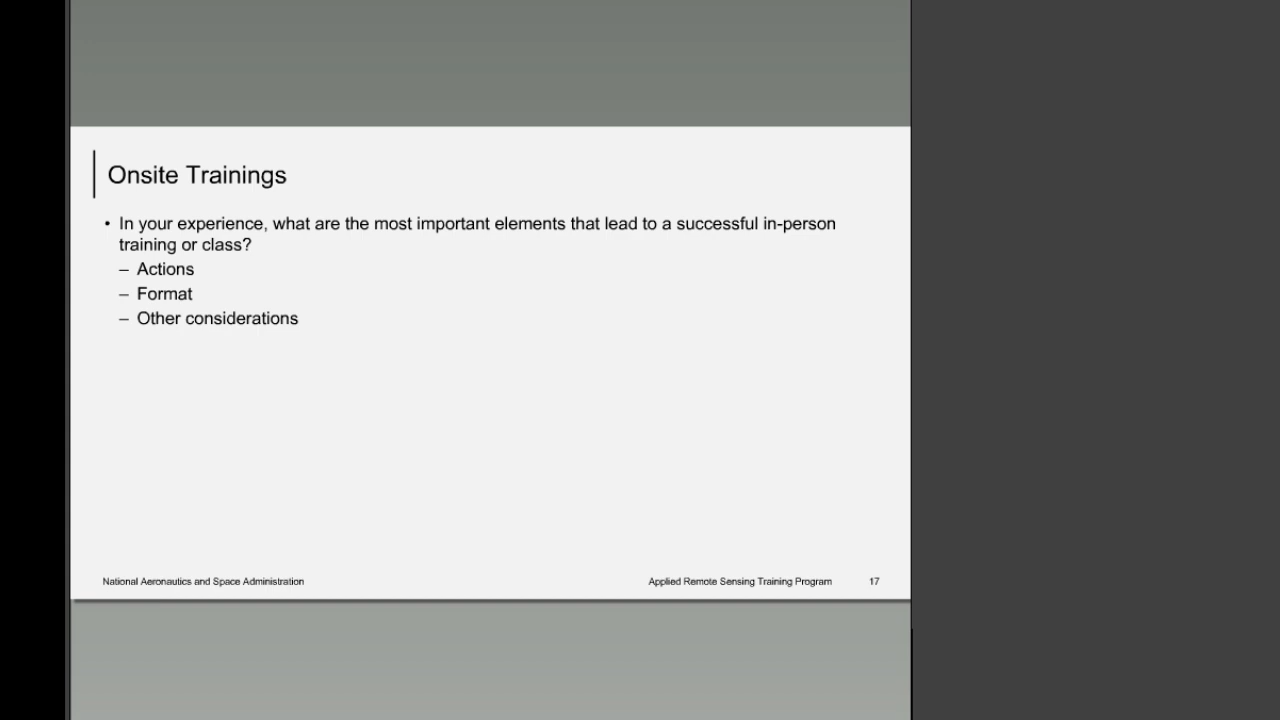 Onsite Trainings
• In your experience, what are the most important elements that lead to a successful in-person
training or class?
– Actions
– Format
– Other considerations
National Aeronautics and Space Administration
Applied Remote Sensing Training Program
17